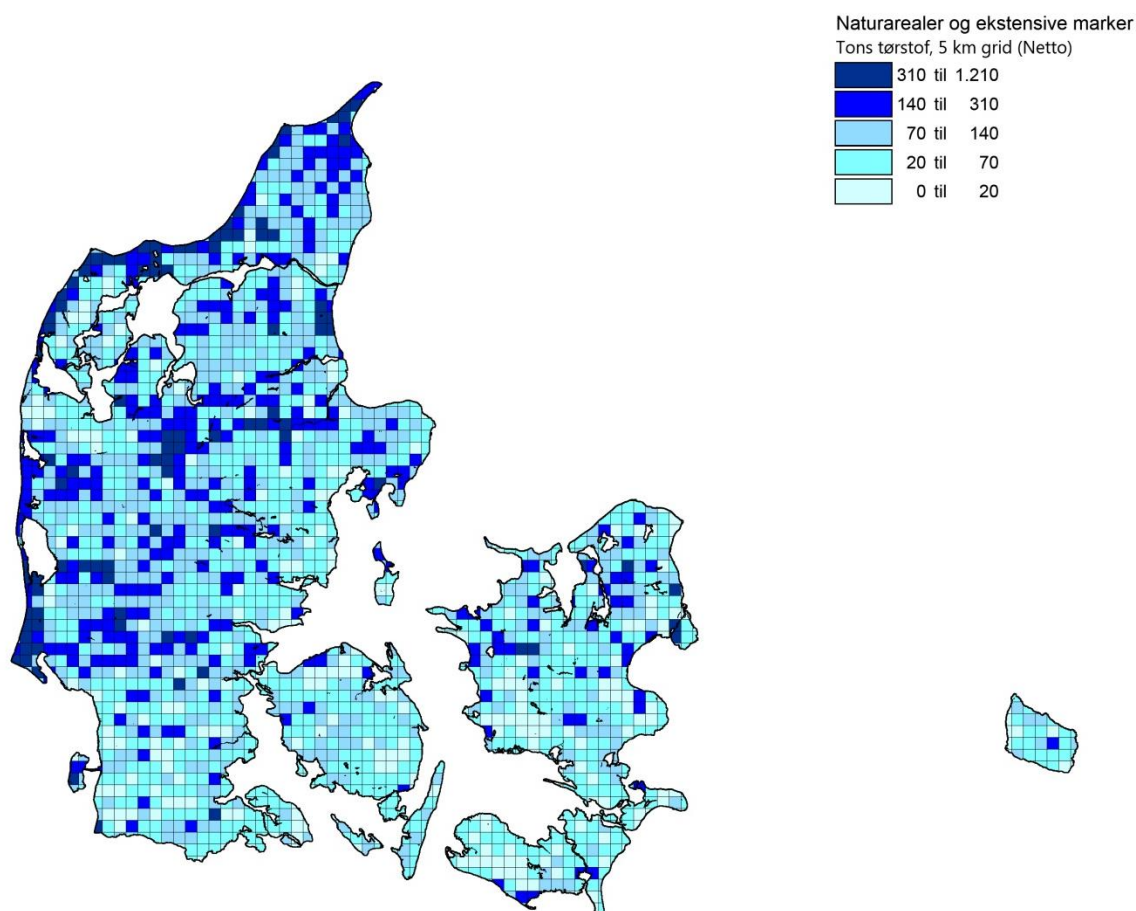 Naturarealer og ekstensive marker
Tons tørstof, 5 km grid (Netto)
310 til 1.210
140 til 310
70 til 140
20 til 70
0 til 20